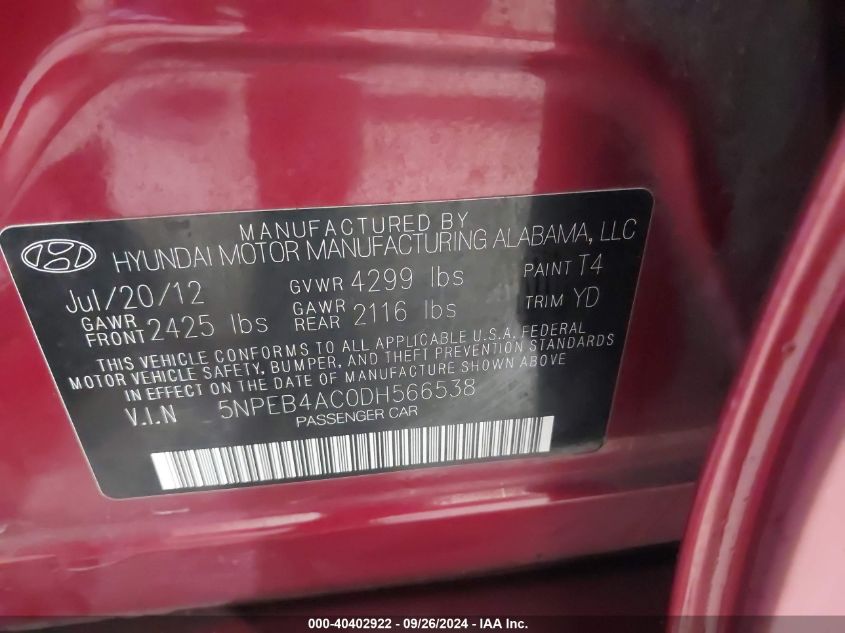 MANUFACTURED BY
HYUNDAI MOTOR MANUFACTURING ALABAMA, LLC
Jul/20/12 GVWR 4299 lbs PAINT T4
GAWR FRONT 2425 lbs GAWR REAR 2116 lbs TRIM YD
THIS VEHICLE CONFORMS TO ALL APPLICABLE U.S.A. FEDERAL
MOTOR VEHICLE SAFETY, BUMPER, AND THEFT PREVENTION STANDARDS
IN EFFECT ON THE DATE OF MANUFACTURE SHOWN ABOVE
V.I.N 5NPEB4AC0DH566538
PASSENGER CAR
000-40402922 - 09/26/2024 - IAA Inc.